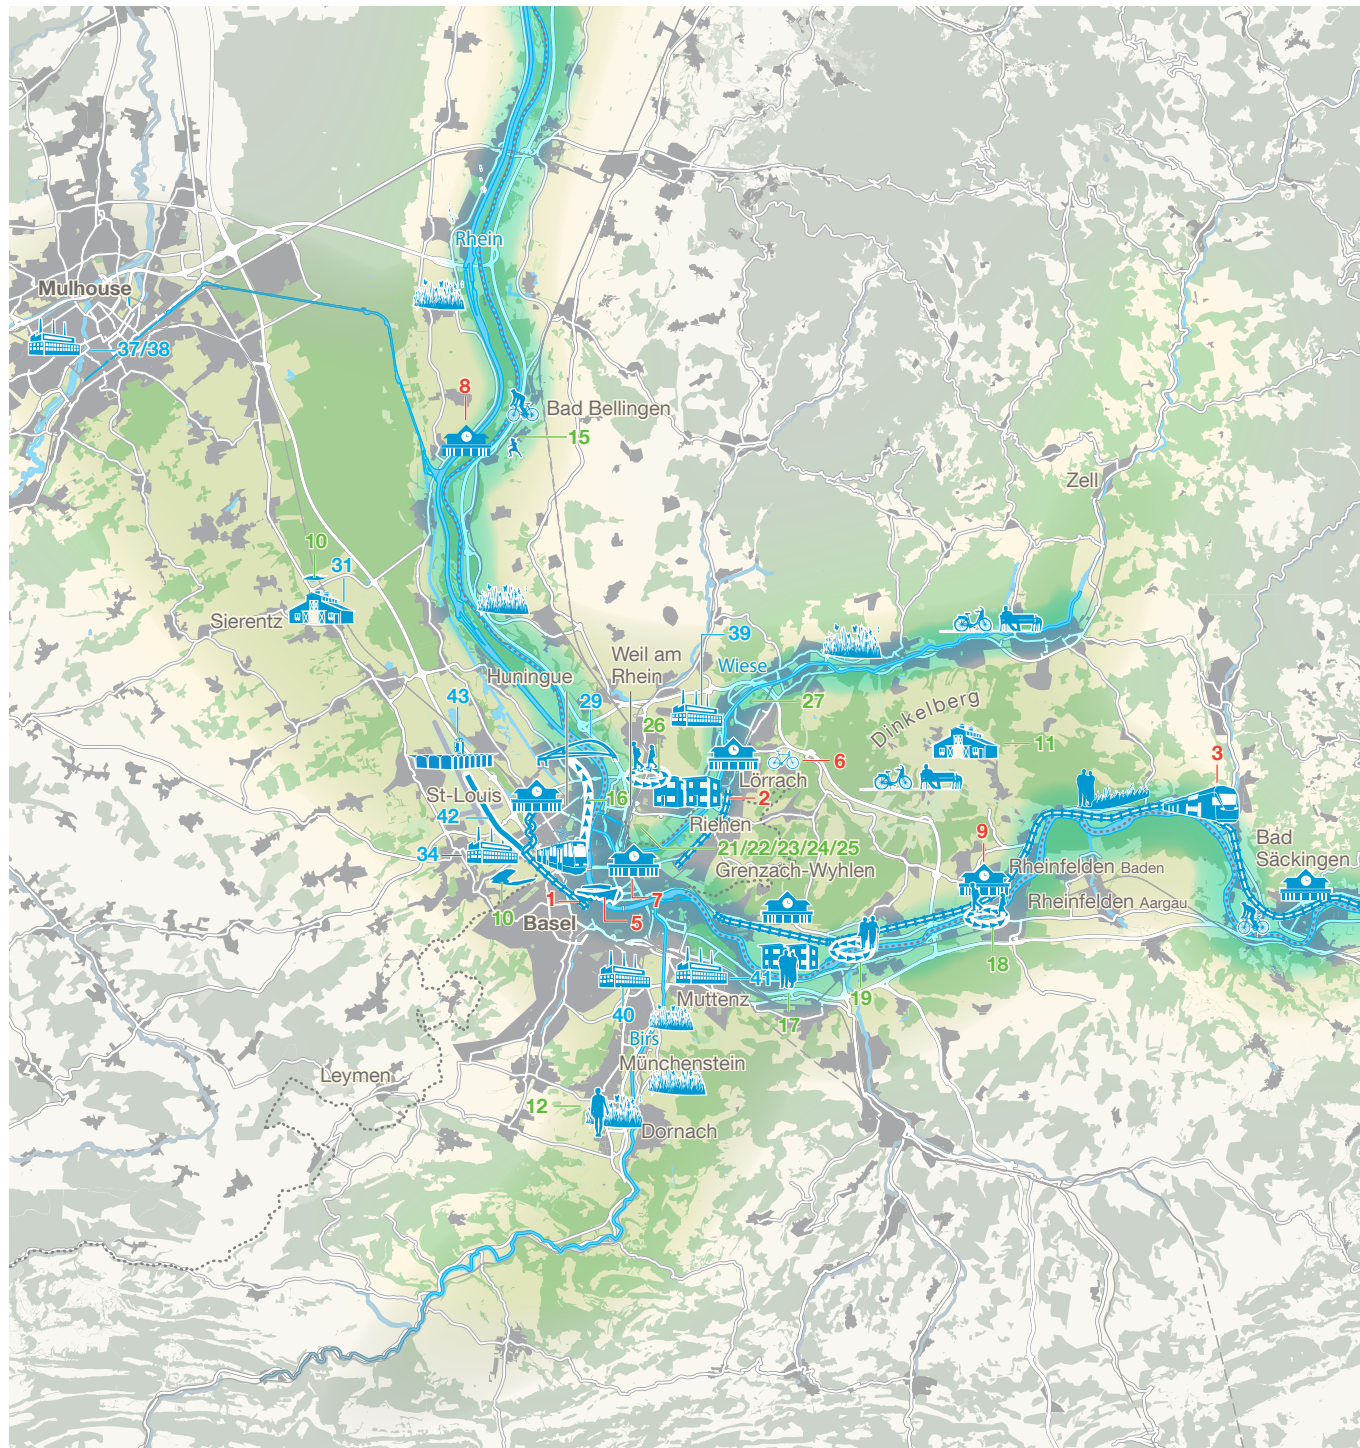 Rhein
Mulhouse
37/38
8
Bad Bellingen
15
Zell
10
31
Sierentz
39
Weil am
Rhein
Wiese
Huningue
43
29
27
26
Dinkelberg
11
3
6
St-Louis
Lörrach
16
2
42
Riehen
Bad
Säckingen
34
21/22/23/24/25
9
Grenzach-Wyhlen
Rheinfelden Baden
1
7
Rheinfelden Aargau
10
Basel
5
18
41
Muttenz
19
40
17
Birs
Münchenstein
Leymen
12
Dornach